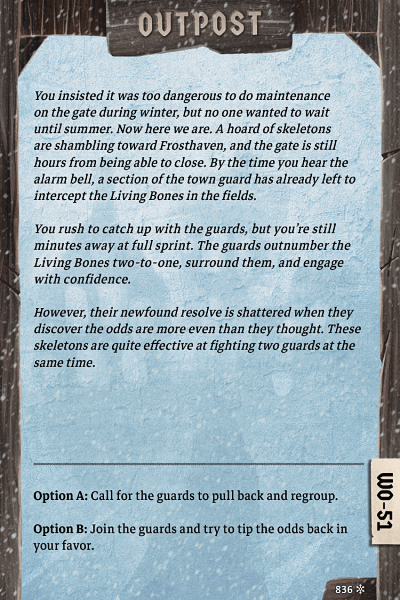 OUTPOST
You insisted it was too dangerous to do maintenance
on the gate during winter, but no one wanted to wait
until summer. Now here we are. A hoard of skeletons
are shambling toward Frosthaven, and the gate is still
hours from being able to close. By the time you hear the
alarm bell, a section of the town guard has already left to
intercept the Living Bones in the fields.
You rush to catch up with the guards, but you're still
minutes away at full sprint. The guards outnumber the
Living Bones two-to-one, surround them, and engage
with confidence.
However, their newfound resolve is shattered when they
discover the odds are more even than they thought. These
skeletons are quite effective at fighting two guards at the
same time.
Option A: Call for the guards to pull back and regroup.
Option B: Join the guards and try to tip the odds back in
your favor.
WO-51
836